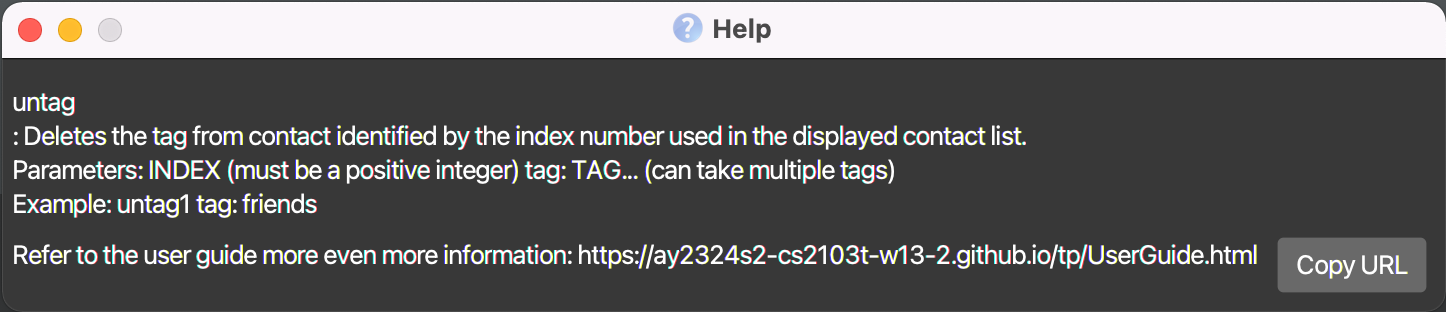 Help
untag
: Deletes the tag from contact identified by the index number used in the displayed contact list.
Parameters: INDEX (must be a positive integer) tag: TAG... (can take multiple tags)
Example: untag1 tag: friends
Refer to the user guide more even more information: https://ay2324s2-cs2103t-w13-2.github.io/tp/UserGuide.html
Copy URL